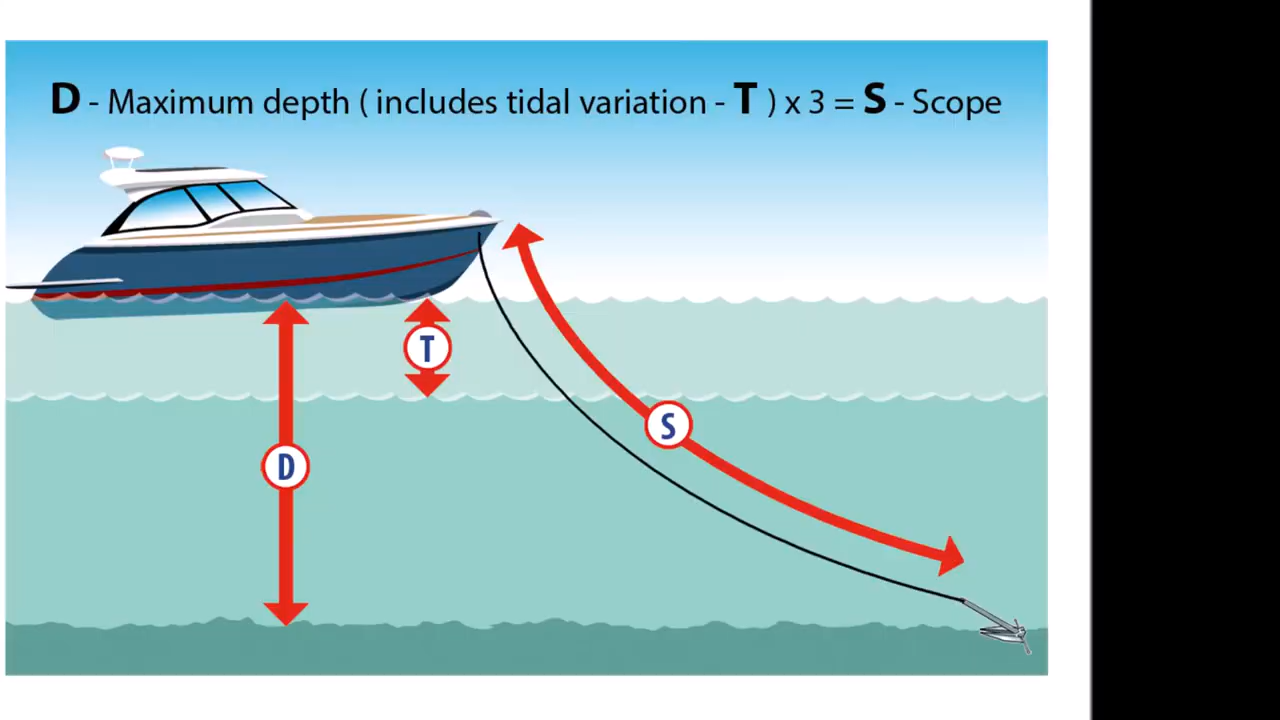 D - Maximum depth ( includes tidal variation - T ) x 3 = S - Scope
T
S
D